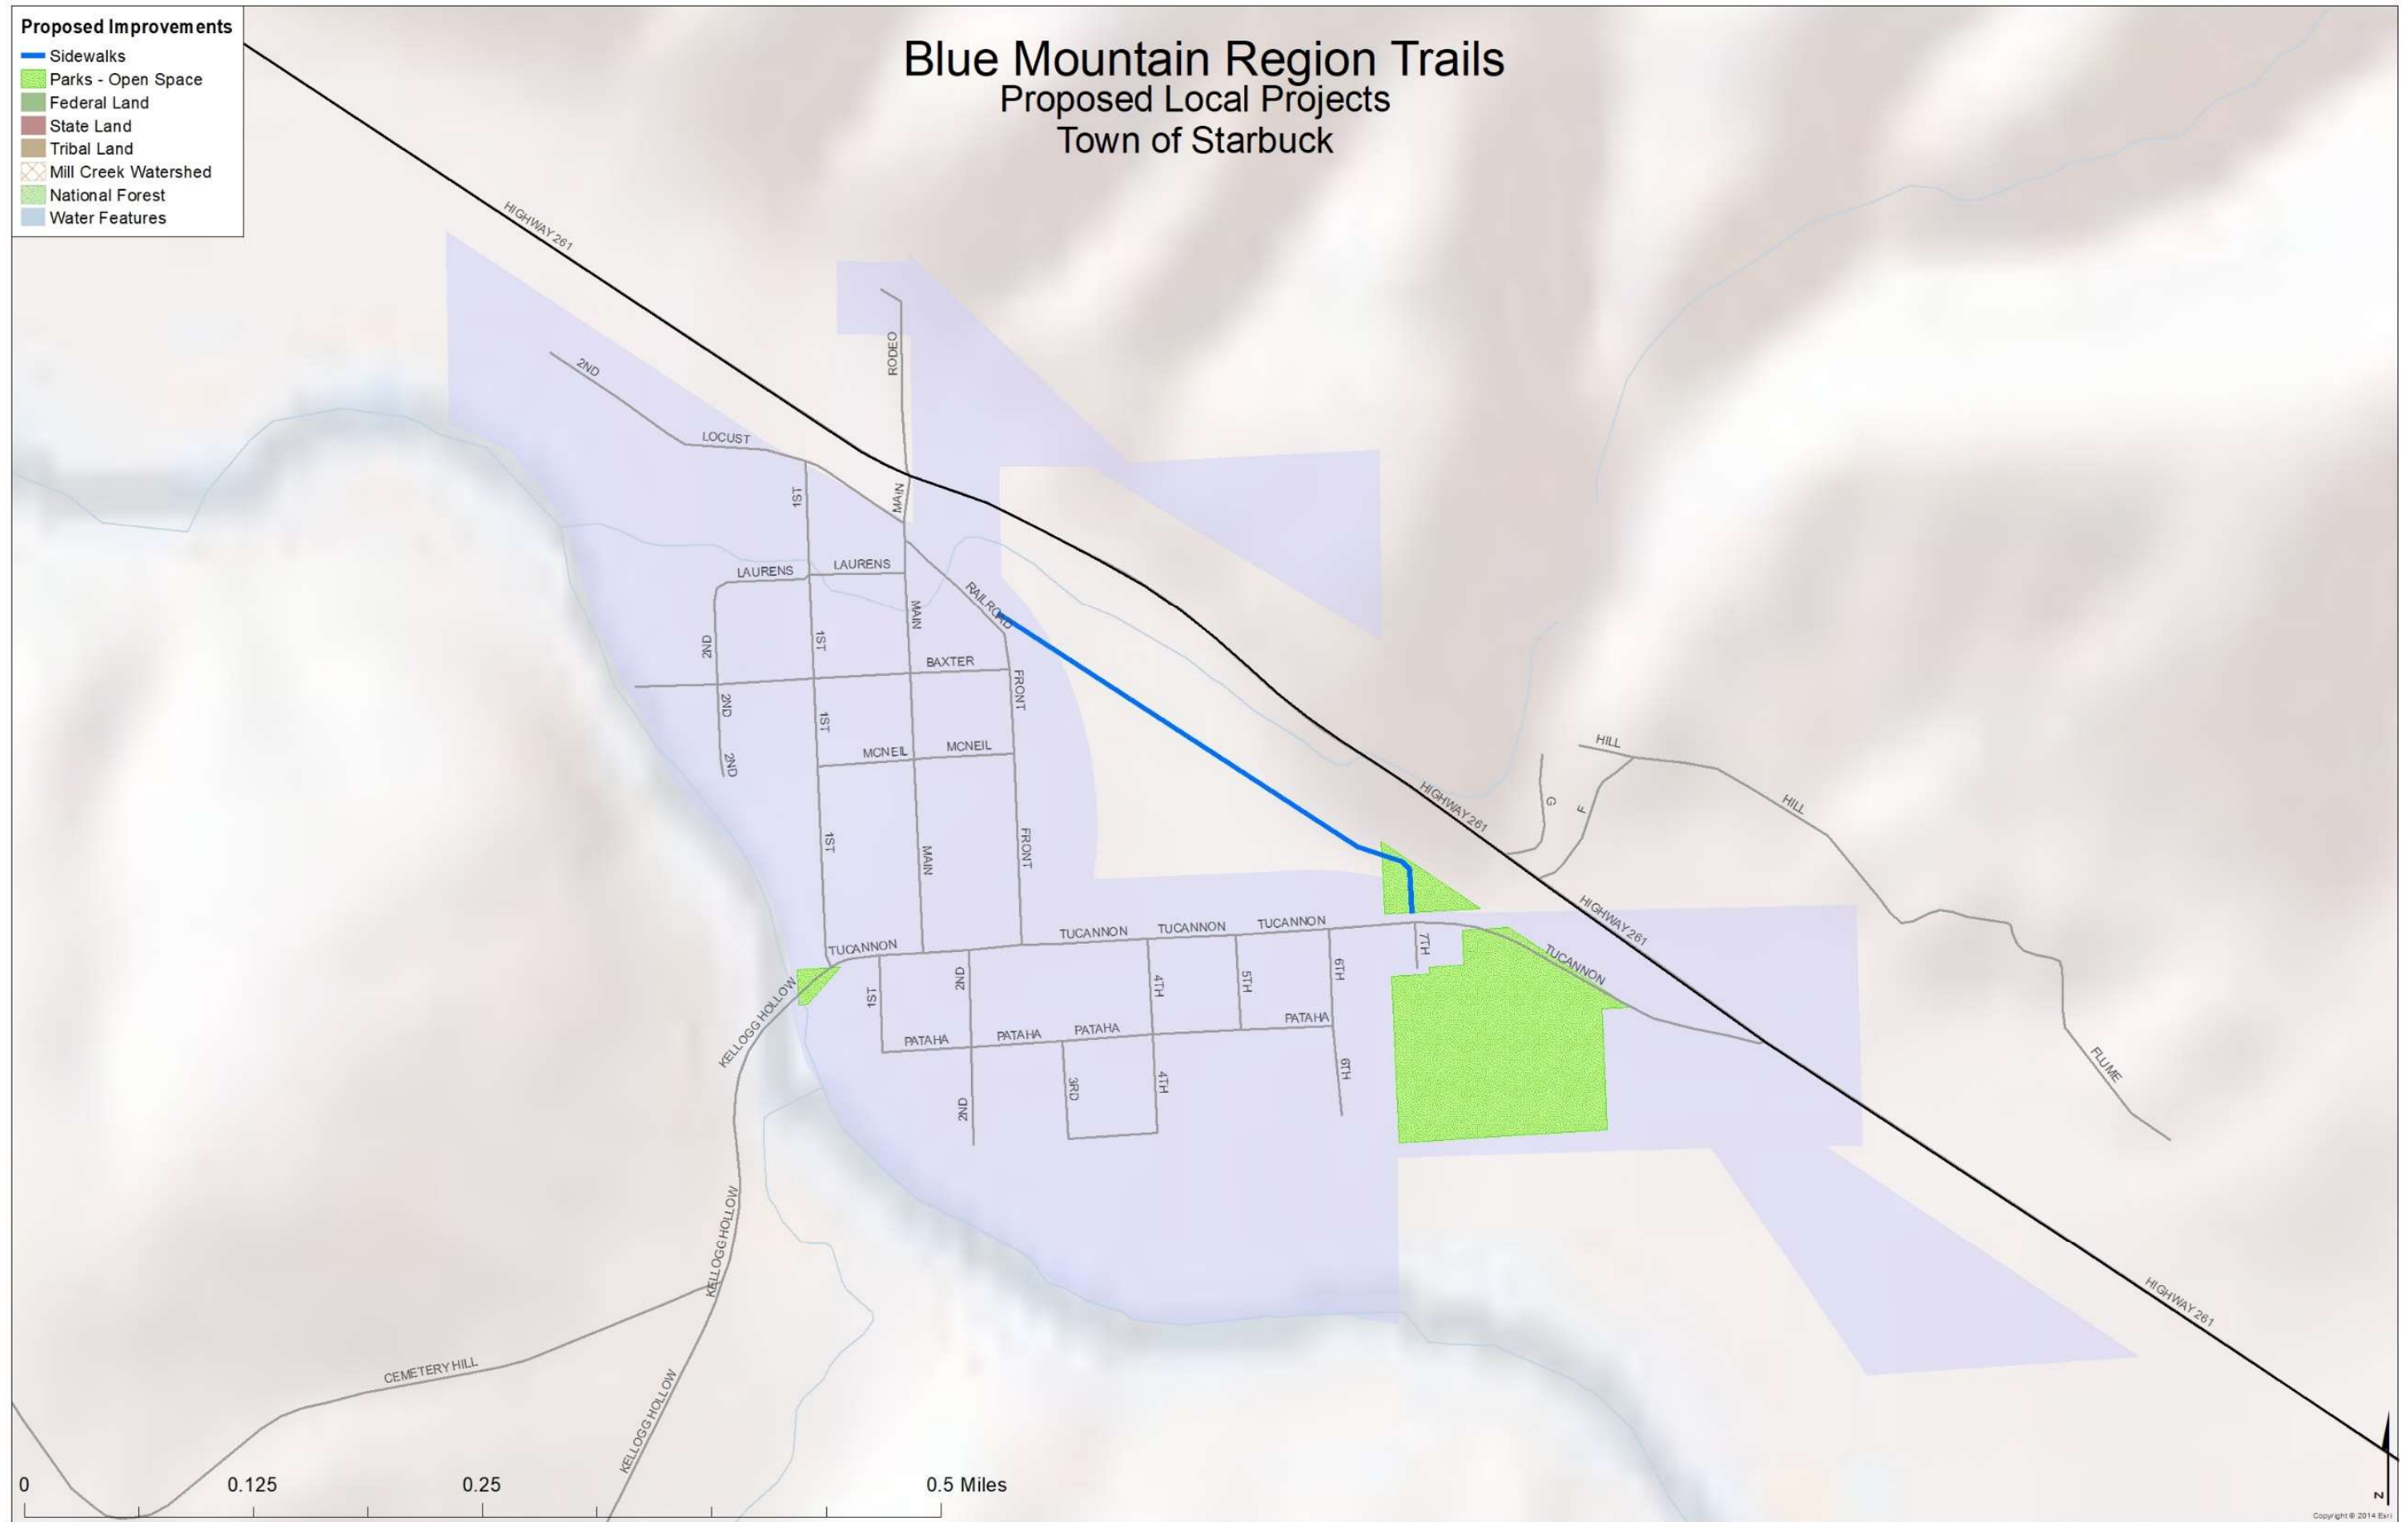 Proposed Improvements
Sidewalks
Parks - Open Space
Federal Land
State Land
Tribal Land
Mill Creek Watershed
National Forest
Water Features
Blue Mountain Region Trails
Proposed Local Projects
Town of Starbuck
HIGHWAY 261
2ND
RODEO
LOCUST
1ST
MAIN
LAURENS
LAURENS
RAILROAD
MAIN
2ND
1ST
BAXTER
FRONT
2ND
1ST
MCNEIL
MCNEIL
2ND
HILL
HILL
G
F
HIGHWAY 261
1ST
MAIN
FRONT
HIGHWAY 261
TUCANNON
TUCANNON
TUCANNON
TUCANNON
7TH
TUCANNON
KELLOGG HOLLOW
1ST
2ND
4TH
5TH
6TH
PATAHA
PATAHA
PATAHA
PATAHA
2ND
3RD
4TH
6TH
FLUME
KELLOGG HOLLOW
HIGHWAY 261
CEMETERY HILL
KELLOGG HOLLOW
0
0.125
0.25
0.5 Miles
N
Copyright:© 2014 Esri